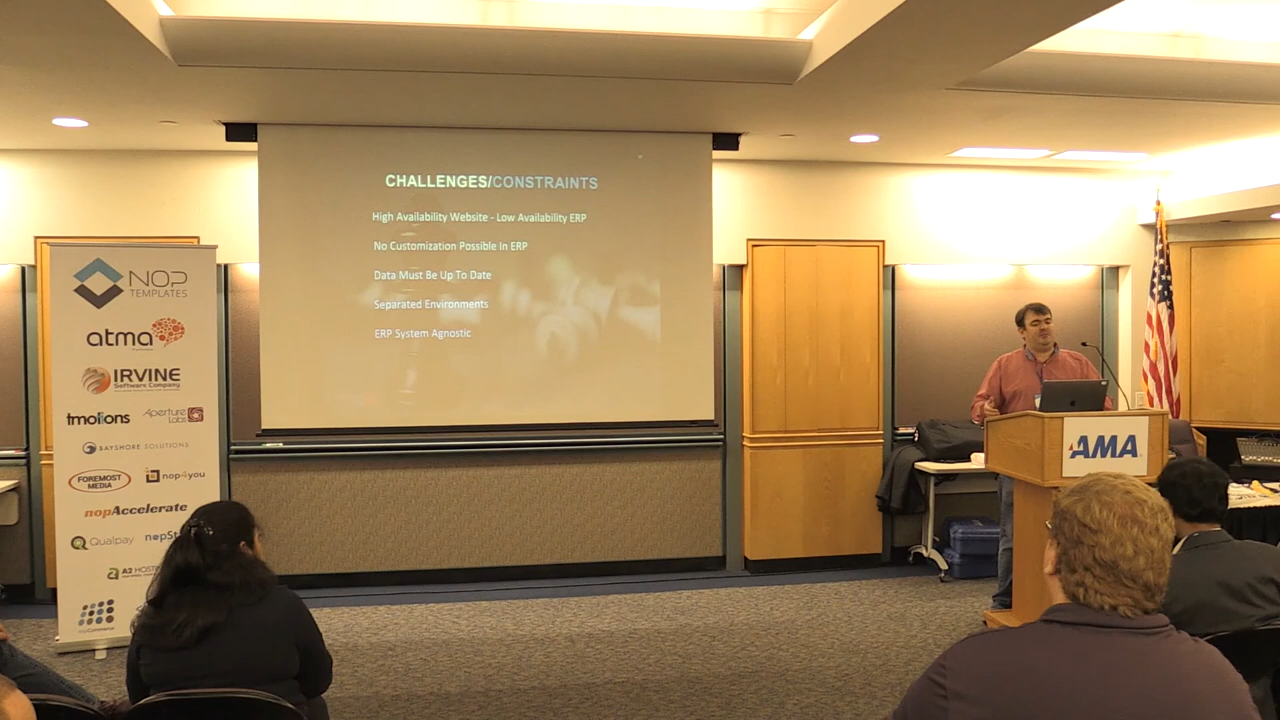 CHALLENGES/CONSTRAINTS
High Availability Website - Low Availability ERP
No Customization Possible In ERP
Data Must Be Up To Date
Separated Environments
ERP System Agnostic
NOP
TEMPLATES
atma
IRVINE
Software Company
tmotions
APERTURE
LABS
BAYSHORE SOLUTIONS
FOREMOST
MEDIA
nop4you
nopAccelerate
Qualpay
A2
AMA